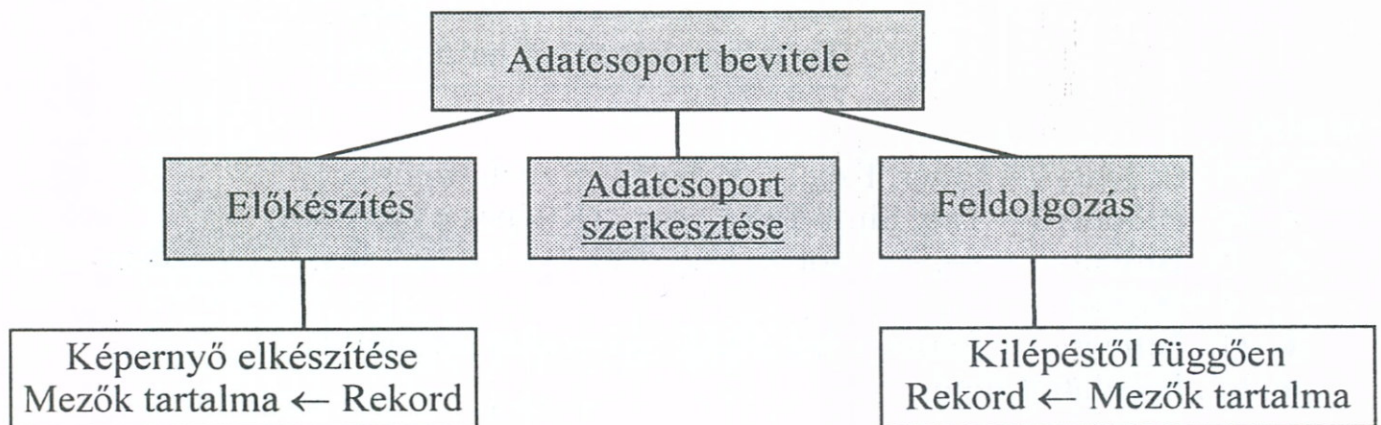 Adatcsoport bevitele
Előkészítés
Adatcsoport
szerkesztése
Feldolgozás
Képernyő elkészítése
Mezők tartalma ← Rekord
Kilépéstől függően
Rekord ← Mezők tartalma